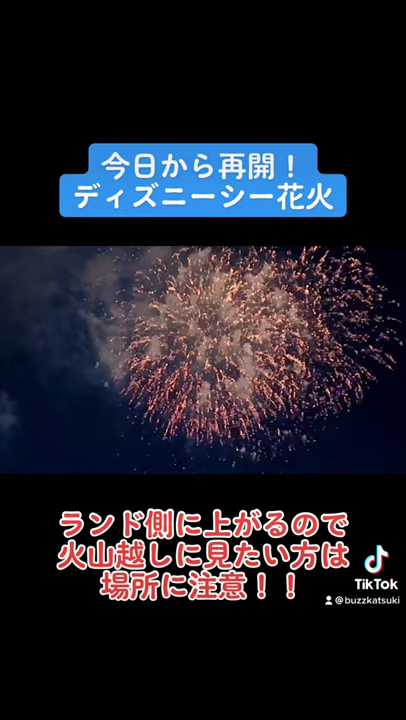 今日から再開！
ディズニーシー花火
ランド側に上がるので
火山越しに見たい方は
場所に注意！！
TikTok
@buzzkatsuki